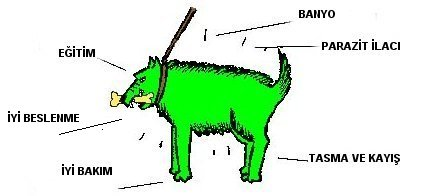 BANYO
PARAZİT İLACI
EĞİTİM
İYİ BESLENME
TASMA VE KAYIŞ
İYİ BAKIM